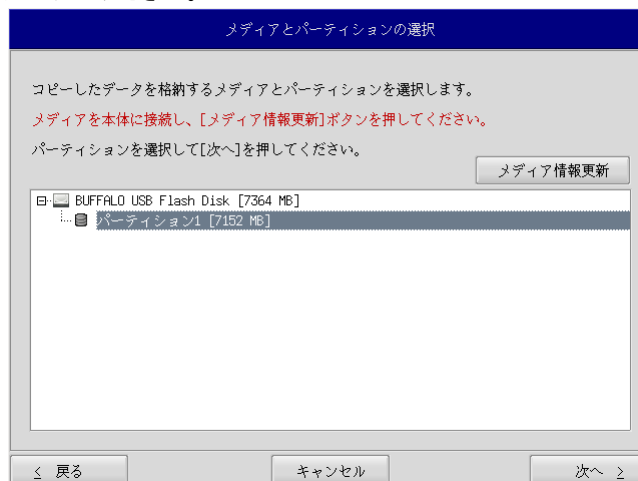 メディアとパーティションの選択
コピーしたデータを格納するメディアとパーティションを選択します。
メディアを本体に接続し、[メディア情報更新]ボタンを押してください。
パーティションを選択して[次へ]を押してください。
メディア情報更新
BUFFALO USB Flash Disk [7364 MB]
パーティション1 [7152 MB]
< 戻る
キャンセル
次へ >